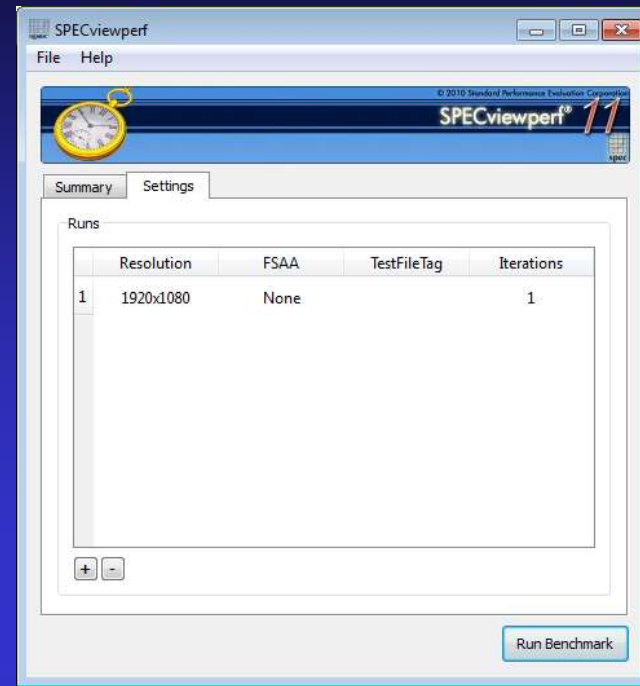 SPECviewperf
File Help
© 2010 Standard Performance Evaluation Corporation
SPECviewperf® 11
spec
Summary Settings
Runs
Resolution FSAA TestFileTag Iterations
1 1920x1080 None 1
+ -
Run Benchmark